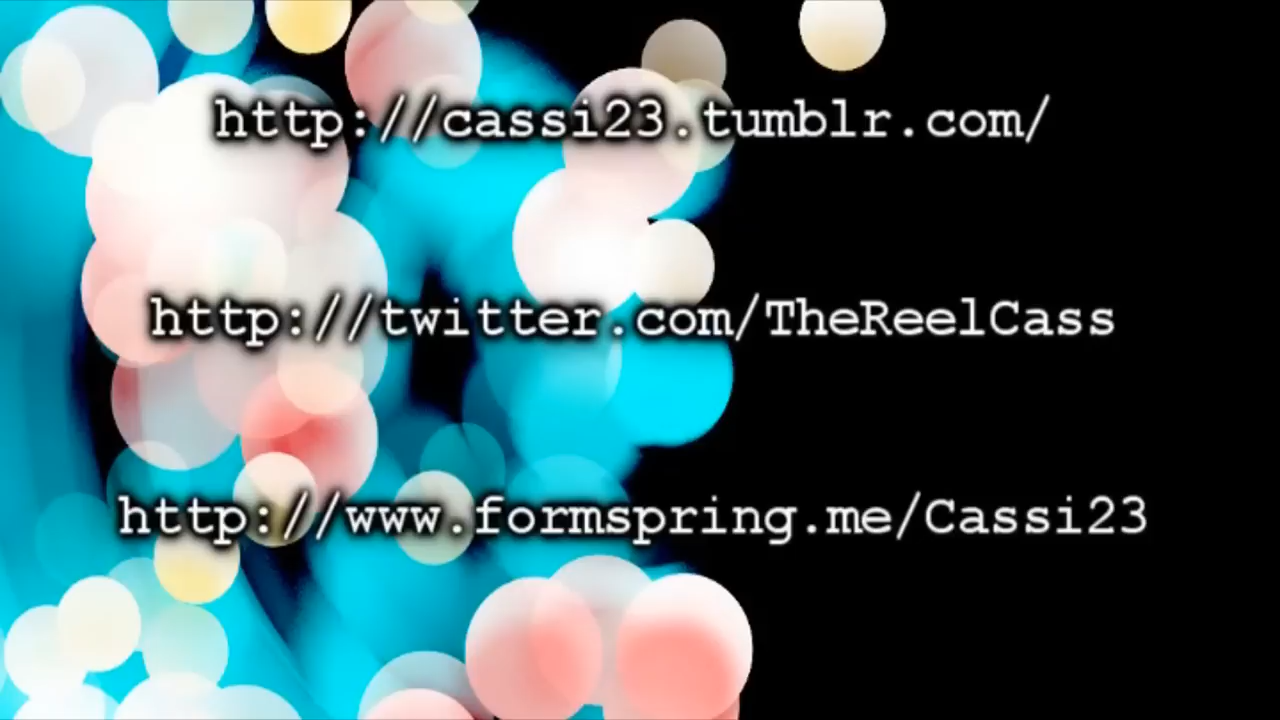 http://cassi23.tumblr.com/
http://twitter.com/TheReelCass
http://www.formspring.me/Cassi23